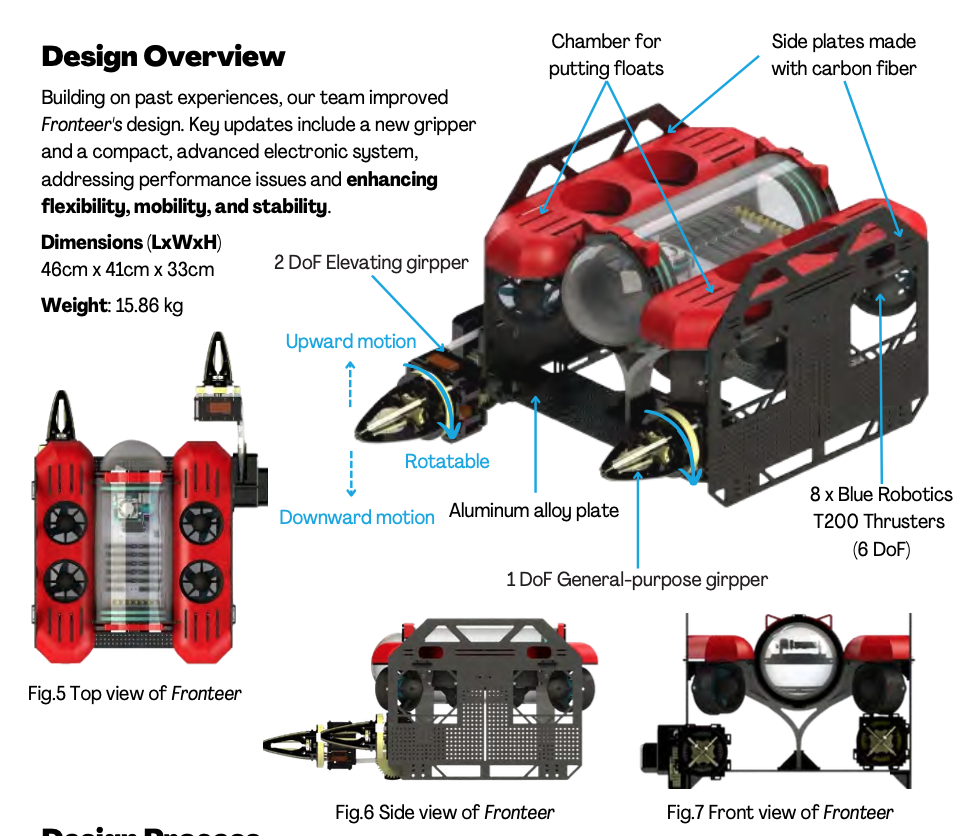 Design Overview
Building on past experiences, our team improved
Fronteer's design. Key updates include a new gripper
and a compact, advanced electronic system,
addressing performance issues and enhancing
flexibility, mobility, and stability.
Dimensions (LxWxH)
46cm x 41cm x 33cm
Weight: 15.86 kg
Chamber for
putting floats
Side plates made
with carbon fiber
2 DoF Elevating girpper
Upward motion
Rotatable
Downward motion
Aluminum alloy plate
1 DoF General-purpose girpper
8 x Blue Robotics
T200 Thrusters
(6 DoF)
Fig.5 Top view of Fronteer
Fig.6 Side view of Fronteer
Fig.7 Front view of Fronteer
Design Process